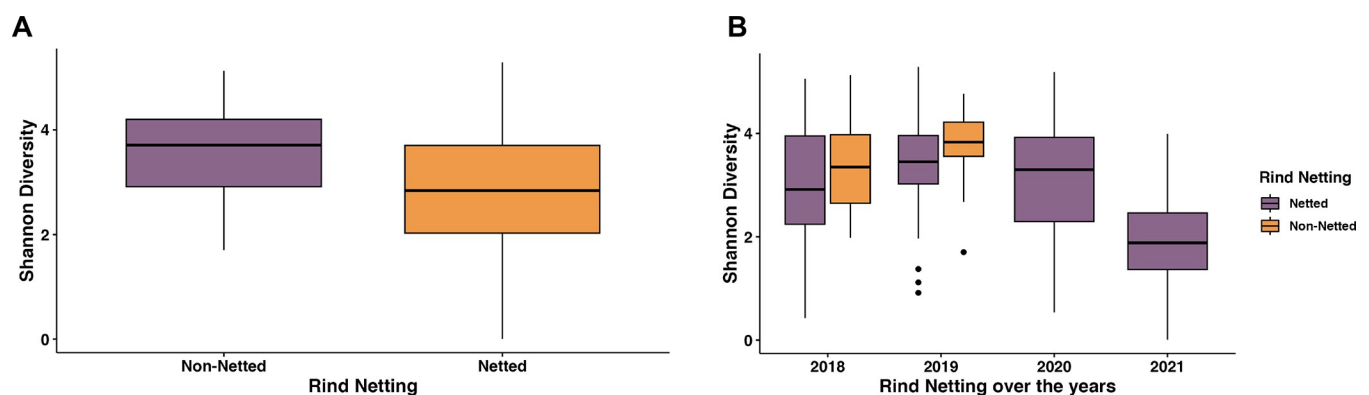 A
Shannon Diversity
4
2
0
Non-Netted
Netted
Rind Netting
B
Shannon Diversity
4
2
0
2018
2019
2020
2021
Rind Netting over the years
Rind Netting
Netted
Non-Netted